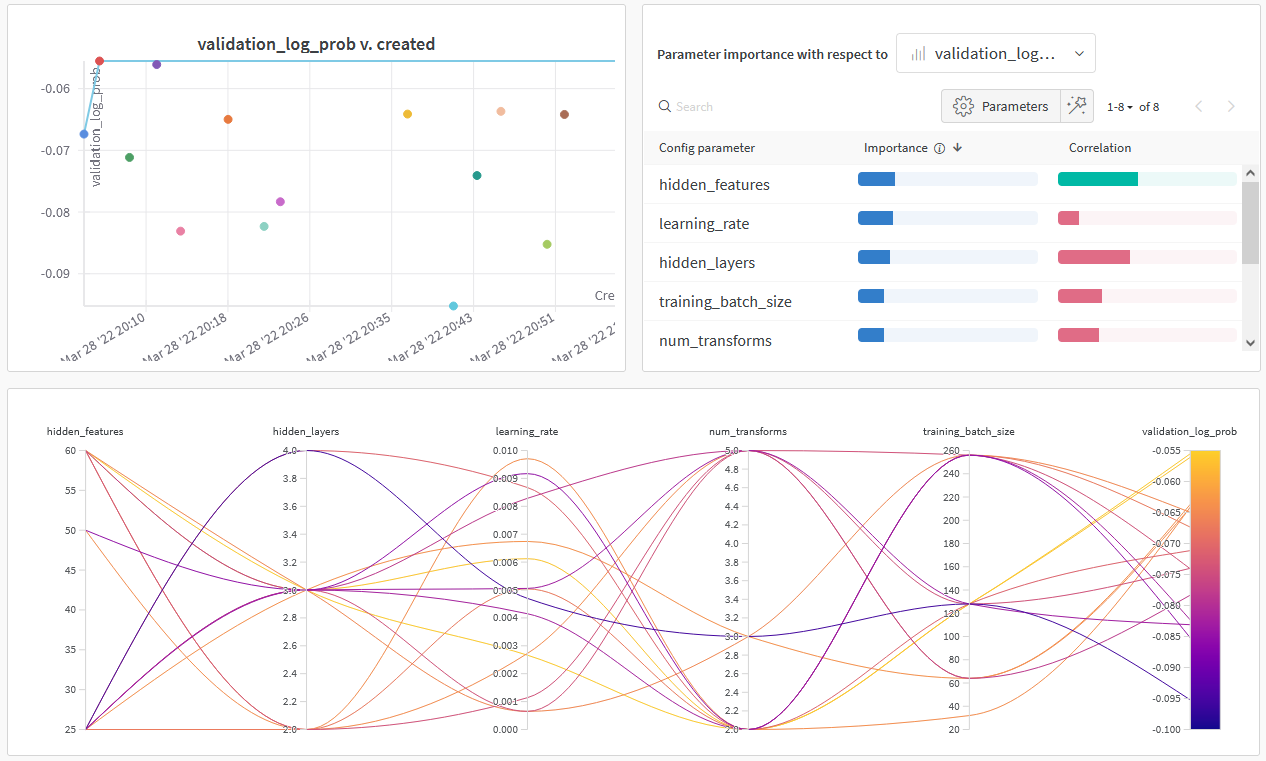 validation_log_prob v. created
validation_log_prob
-0.06
-0.07
-0.08
-0.09
Cre
Mar 28 '22 20:10
Mar 28 '22 20:18
Mar 28 '22 20:26
Mar 28 '22 20:35
Mar 28 '22 20:43
Mar 28 '22 20:51
Mar 28 '22 2
Parameter importance with respect to
validation_log...
Search
Parameters
1-8 of 8
Config parameter Importance Correlation
hidden_features
learning_rate
hidden_layers
training_batch_size
num_transforms
hidden_features
60
55
50
45
40
35
30
25
hidden_layers
4.0
3.8
3.6
3.4
3.2
3.0
2.8
2.6
2.4
2.2
2.0
learning_rate
0.010
0.009
0.008
0.007
0.006
0.005
0.004
0.003
0.002
0.001
0.000
num_transforms
5.0
4.8
4.6
4.4
4.2
4.0
3.8
3.6
3.4
3.2
3.0
2.8
2.6
2.4
2.2
2.0
training_batch_size
260
240
220
200
180
160
140
120
100
80
60
40
20
validation_log_prob
-0.055
-0.060
-0.065
-0.070
-0.075
-0.080
-0.085
-0.090
-0.095
-0.100